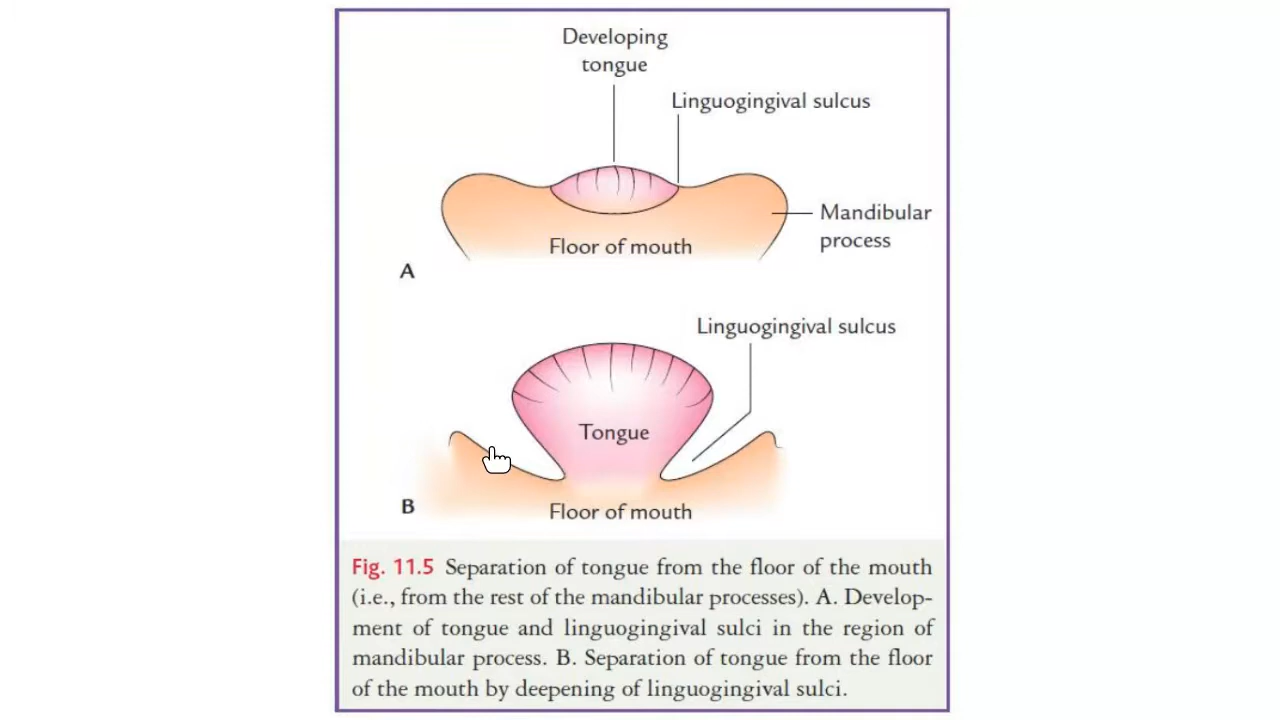 Developing
tongue
Linguogingival sulcus
Mandibular
process
Floor of mouth
A
Linguogingival sulcus
Tongue
B
Floor of mouth
Fig. 11.5 Separation of tongue from the floor of the mouth
(i.e., from the rest of the mandibular processes). A. Develop-
ment of tongue and linguogingival sulci in the region of
mandibular process. B. Separation of tongue from the floor
of the mouth by deepening of linguogingival sulci.